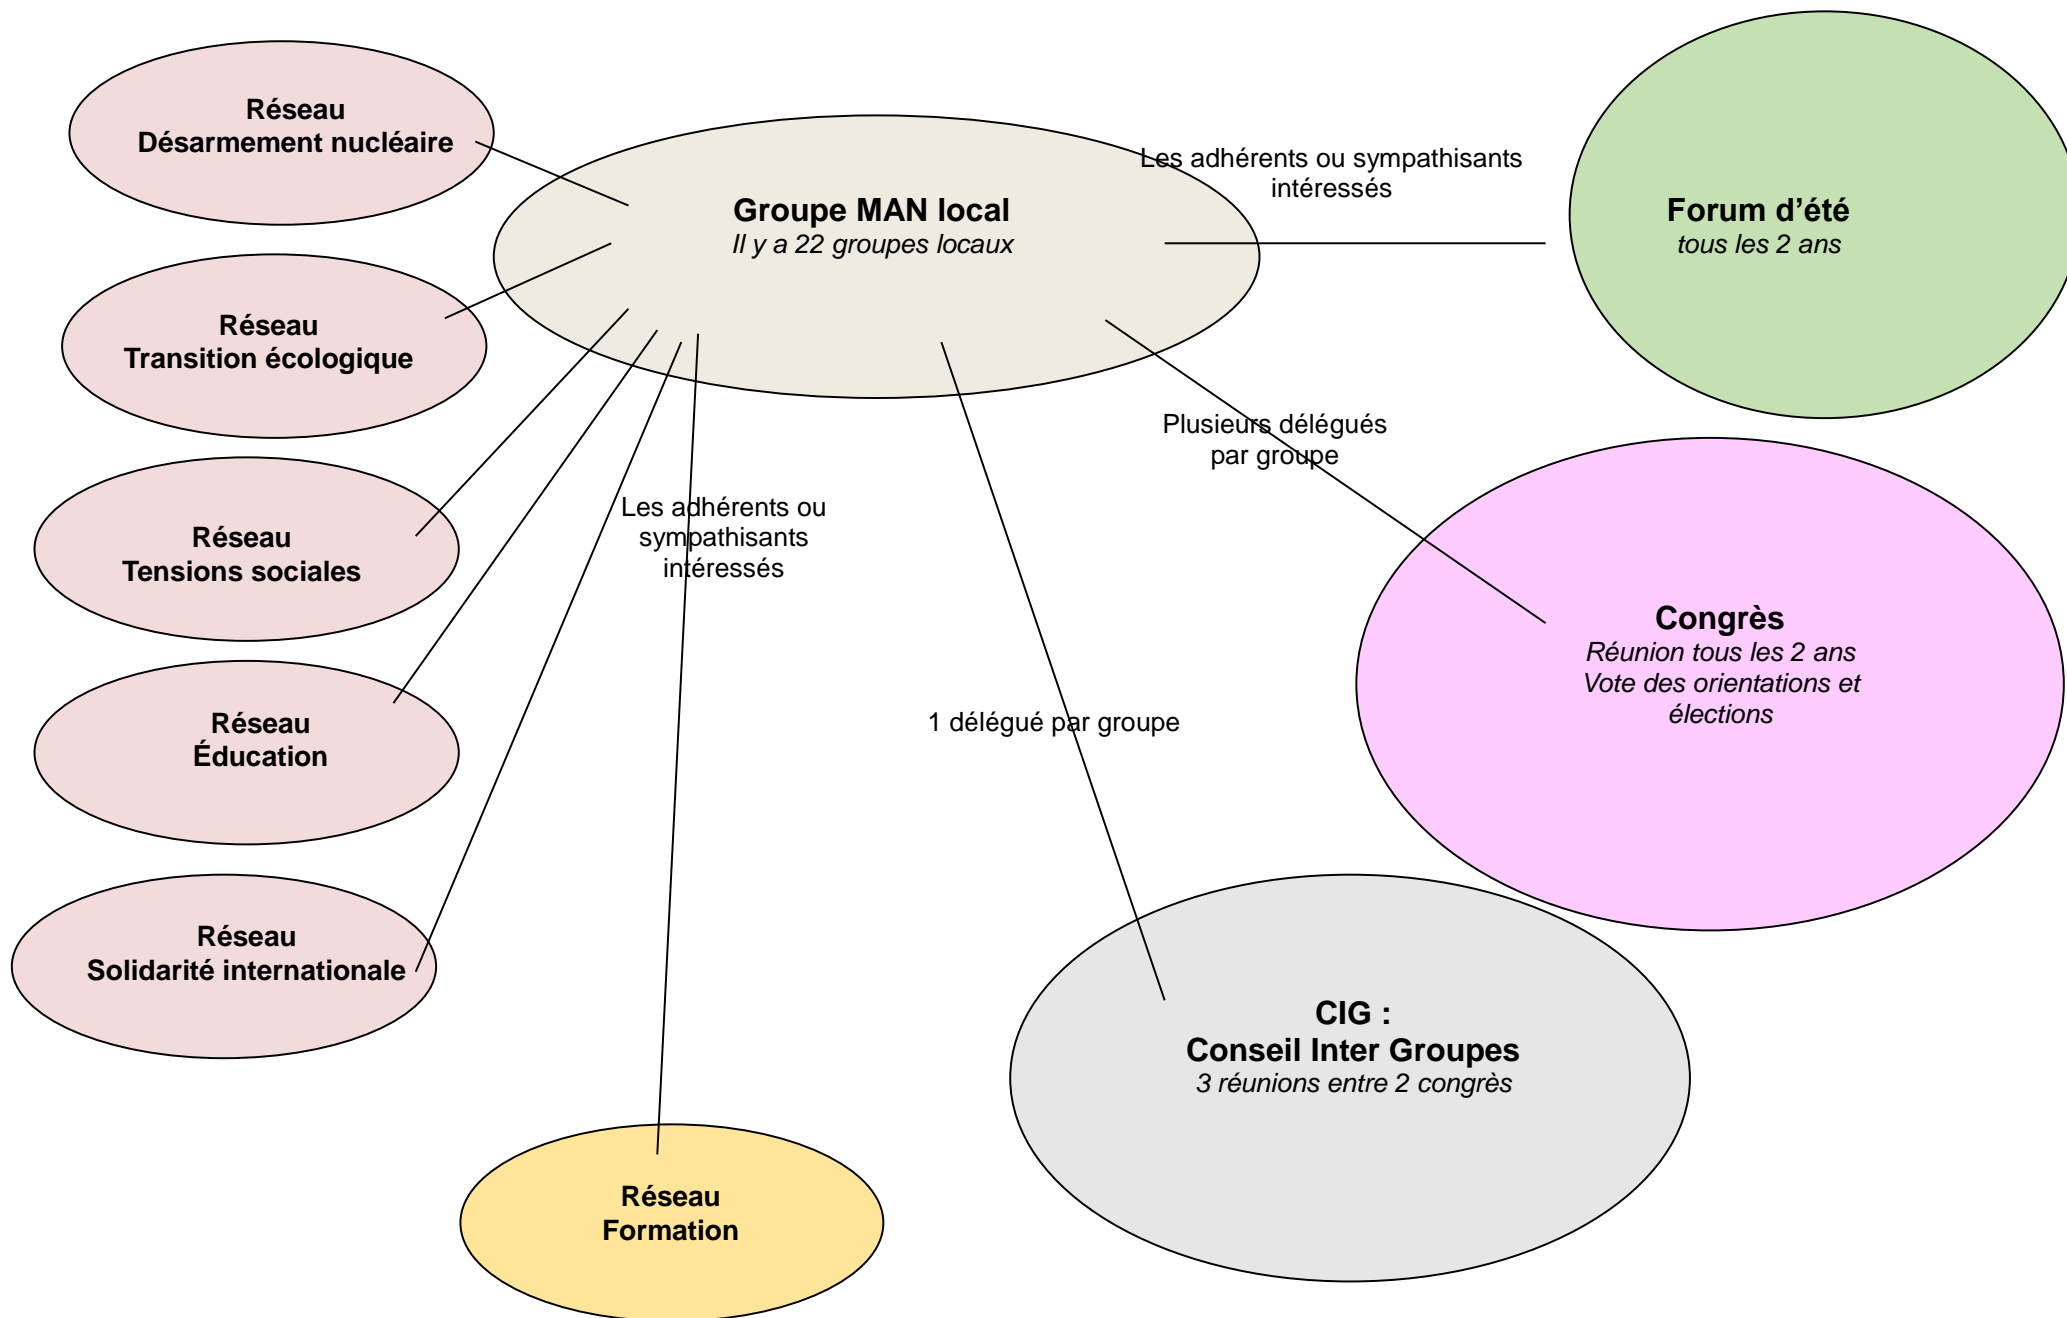 Réseau
Désarmement nucléaire
Groupe MAN local
Il y a 22 groupes locaux
Les adhérents ou sympathisants
intéressés
Forum d’été
tous les 2 ans
Réseau
Transition écologique
Plusieurs délégués
par groupe
Réseau
Tensions sociales
Les adhérents ou
sympathisants
intéressés
Congrès
Réunion tous les 2 ans
Vote des orientations et
élections
Réseau
Éducation
1 délégué par groupe
Réseau
Solidarité internationale
CIG :
Conseil Inter Groupes
3 réunions entre 2 congrès
Réseau
Formation